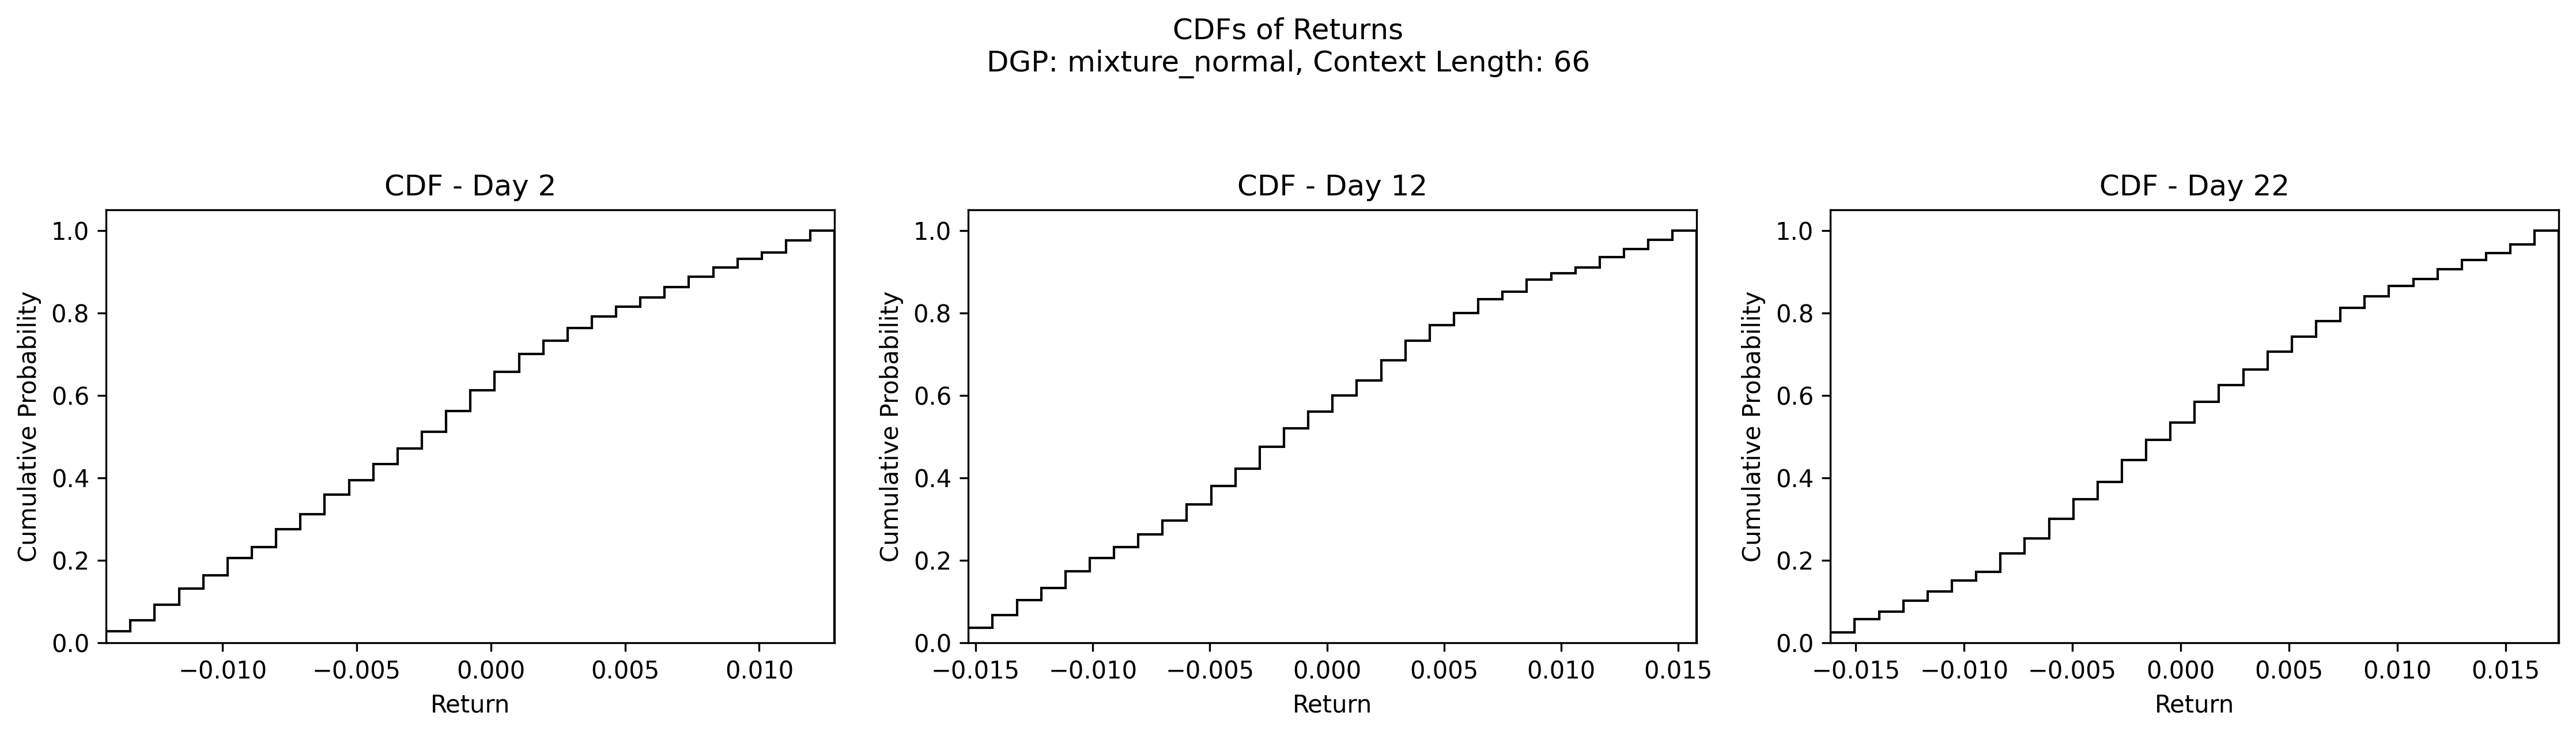 CDFs of Returns
DGP: mixture_normal, Context Length: 66
CDF - Day 2
1.0
0.8
0.6
0.4
0.2
0.0
Cumulative Probability
−0.010 −0.005 0.000 0.005 0.010
Return
CDF - Day 12
1.0
0.8
0.6
0.4
0.2
0.0
Cumulative Probability
−0.015 −0.010 −0.005 0.000 0.005 0.010 0.015
Return
CDF - Day 22
1.0
0.8
0.6
0.4
0.2
0.0
Cumulative Probability
−0.015 −0.010 −0.005 0.000 0.005 0.010 0.015
Return